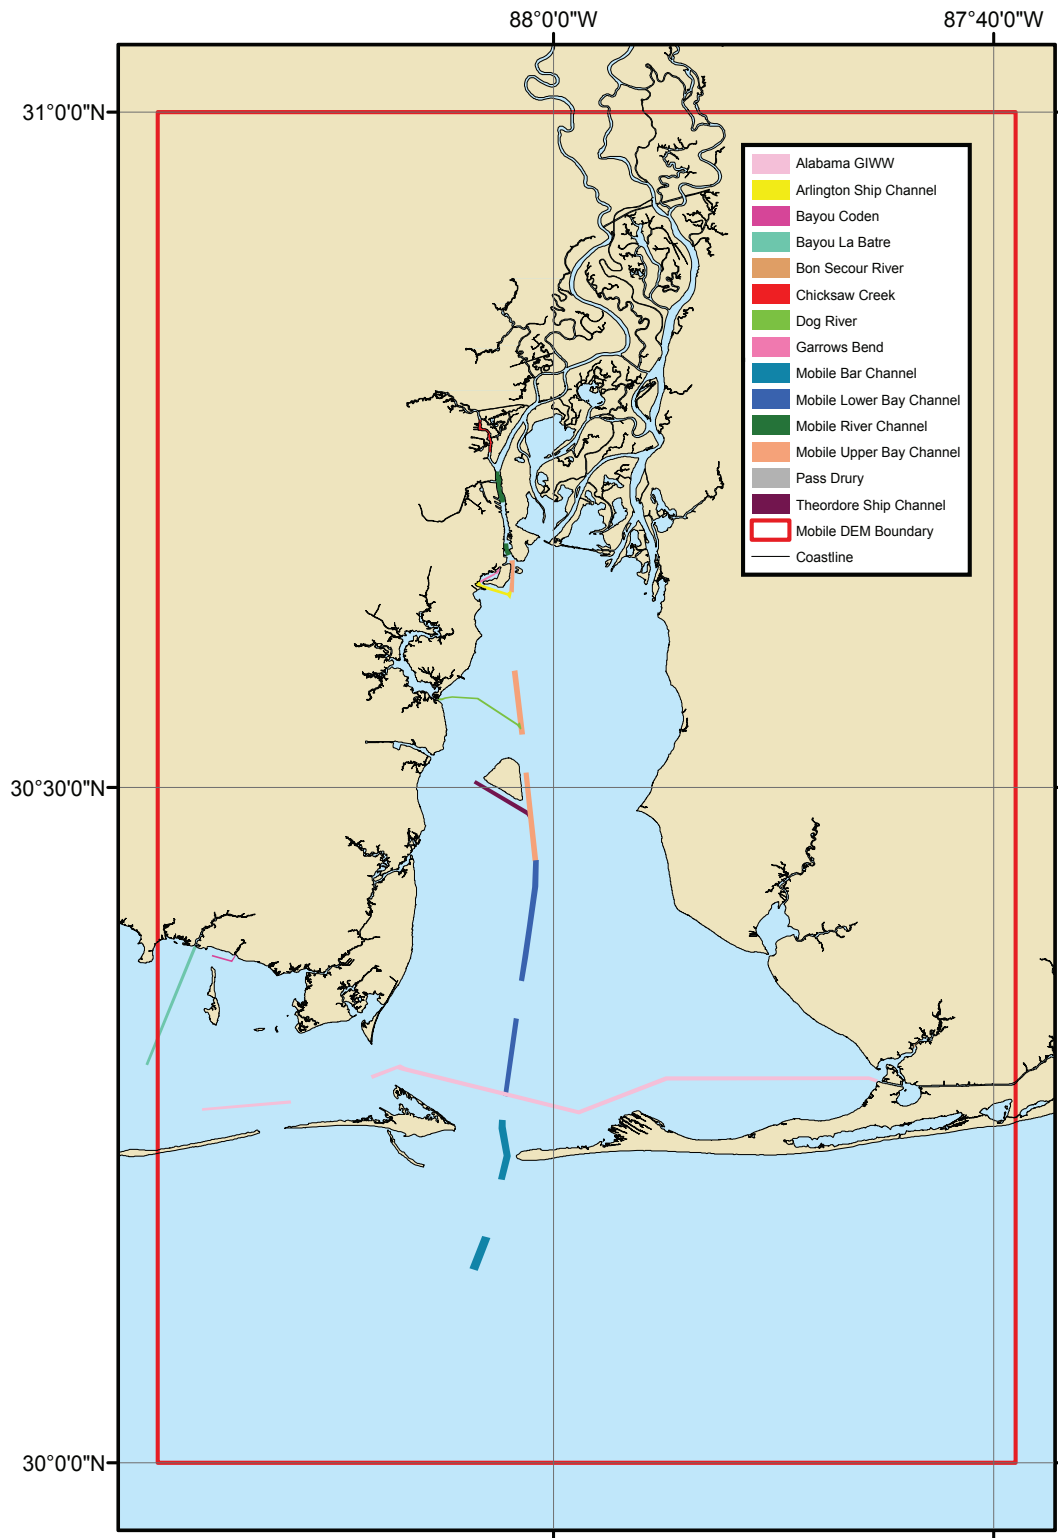 88°0'0"W
87°40'0"W
31°0'0"N
Alabama GIWW
Arlington Ship Channel
Bayou Coden
Bayou La Batre
Bon Secour River
Chicksaw Creek
Dog River
Garrows Bend
Mobile Bar Channel
Mobile Lower Bay Channel
Mobile River Channel
Mobile Upper Bay Channel
Pass Drury
Theordore Ship Channel
Mobile DEM Boundary
Coastline
30°30'0"N
30°0'0"N